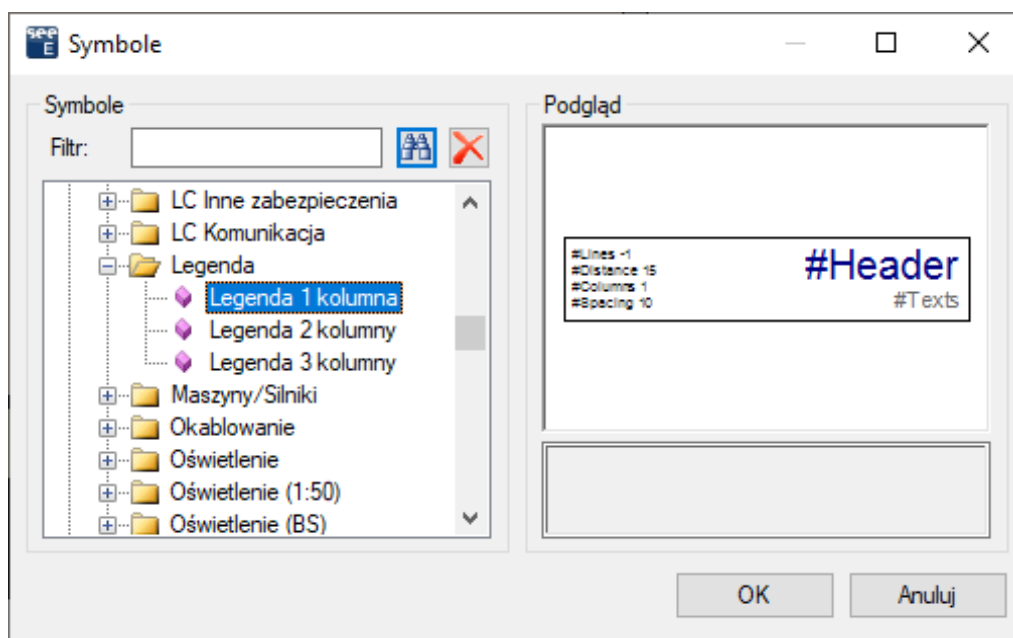 see
E
Symbole
Symbole
Filtr:
LC Inne zabezpieczenia
LC Komunikacja
Legenda
Legenda 1 kolumna
Legenda 2 kolumny
Legenda 3 kolumny
Maszyny/Silniki
Okablowanie
Oświetlenie
Oświetlenie (1:50)
Oświetlenie (BS)
Podgląd
#Lines -1
#Distance 15
#Columns 1
#Spacing 10
#Header
#Texts
OK
Anuluj